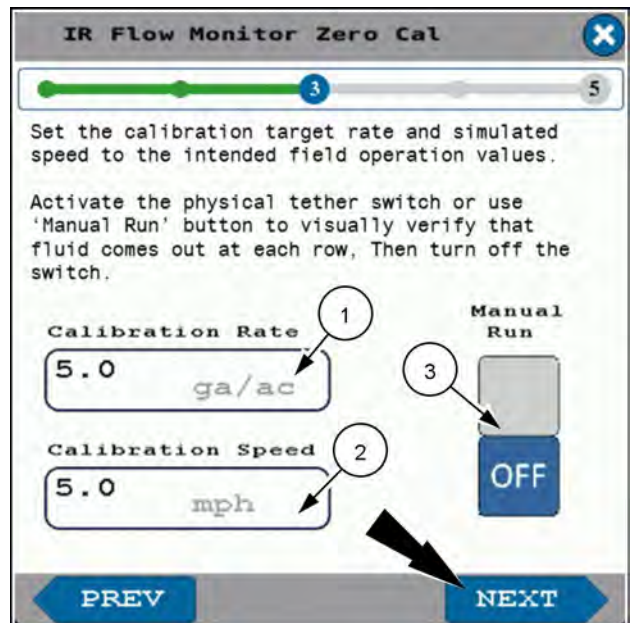 IR Flow Monitor Zero Cal
3
5
Set the calibration target rate and simulated
speed to the intended field operation values.
Activate the physical tether switch or use
'Manual Run' button to visually verify that
fluid comes out at each row, Then turn off the
switch.
Calibration Rate
1
5.0 ga/ac
Manual
Run
3
Calibration Speed
2
5.0 mph
OFF
PREV
NEXT